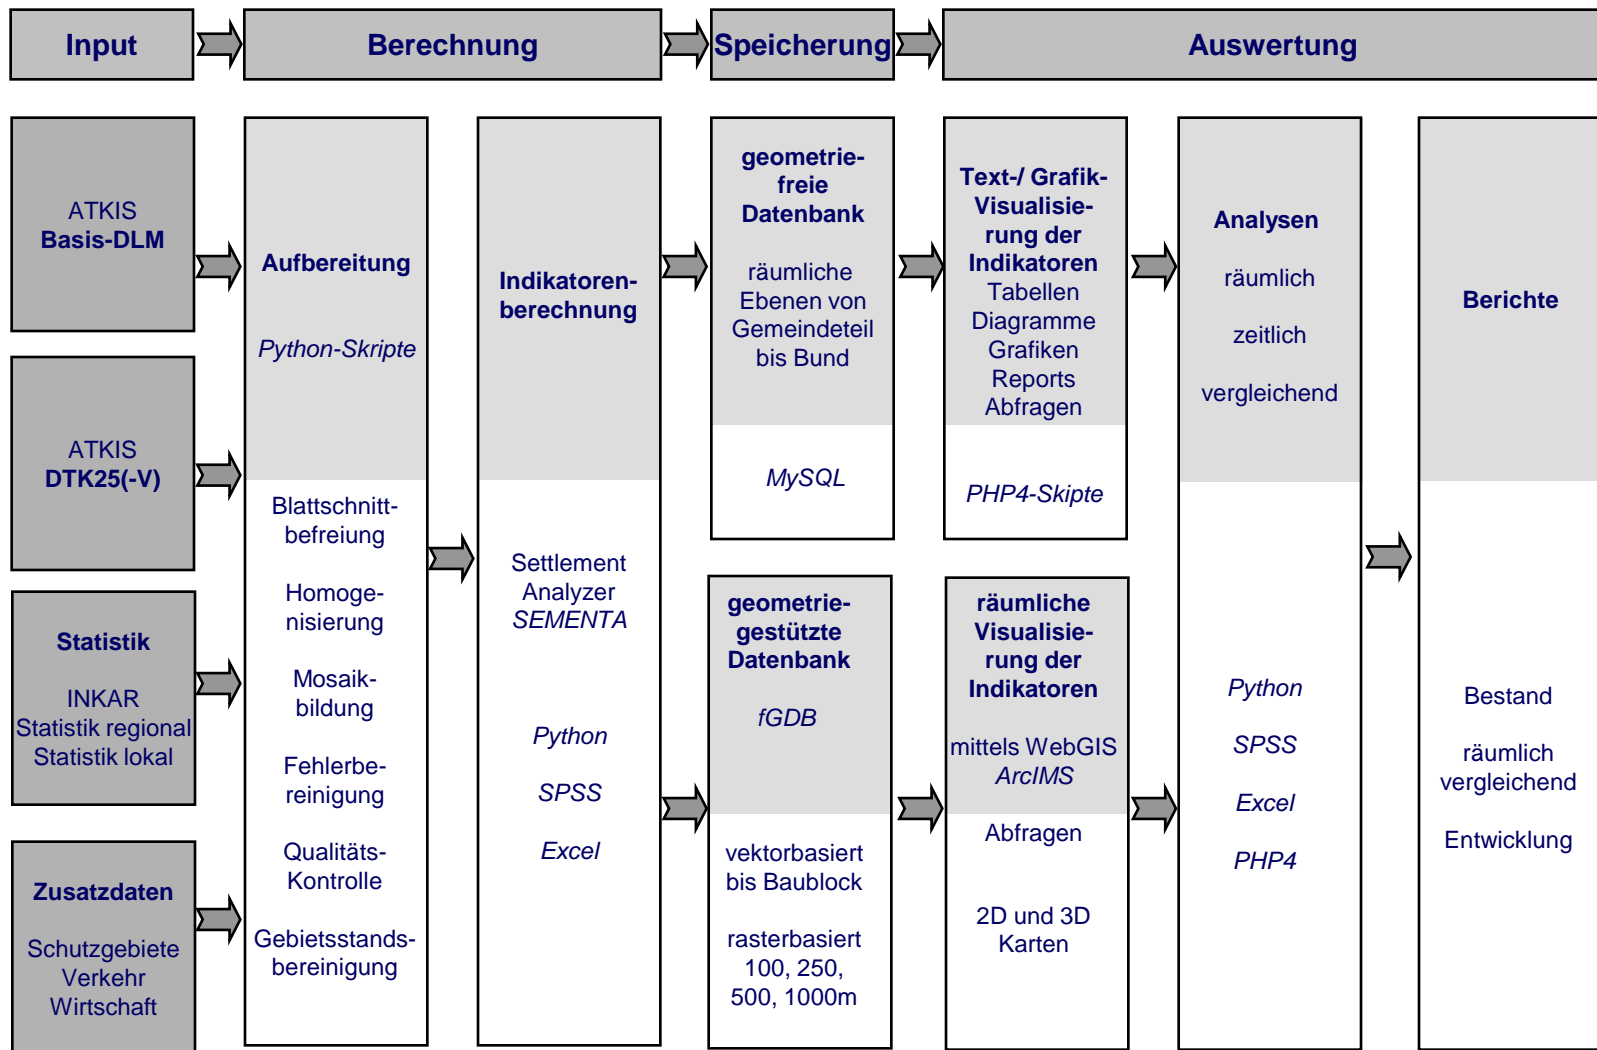 Input
Berechnung
Speicherung
Auswertung
ATKIS
Basis-DLM
ATKIS
DTK25(-V)
Statistik
INKAR
Statistik regional
Statistik lokal
Zusatzdaten
Schutzgebiete
Verkehr
Wirtschaft
Aufbereitung
Python-Skripte
Blattschnitt-
befreiung
Homoge-
nisierung
Mosaik-
bildung
Fehlerbe-
reinigung
Qualitäts-
Kontrolle
Gebietsstands-
bereinigung
Indikatoren-
berechnung
Settlement
Analyzer
SEMENTA
Python
SPSS
Excel
geometrie-
freie
Datenbank
räumliche
Ebenen von
Gemeindeteil
bis Bund
MySQL
geometrie-
gestützte
Datenbank
fGDB
vektorbasiert
bis Baublock
rasterbasiert
100, 250,
500, 1000m
Text-/ Grafik-
Visualisie-
rung der
Indikatoren
Tabellen
Diagramme
Grafiken
Reports
Abfragen
PHP4-Skipte
räumliche
Visualisie-
rung der
Indikatoren
mittels WebGIS
ArcIMS
Abfragen
2D und 3D
Karten
Analysen
räumlich
zeitlich
vergleichend
Python
SPSS
Excel
PHP4
Berichte
Bestand
räumlich
vergleichend
Entwicklung